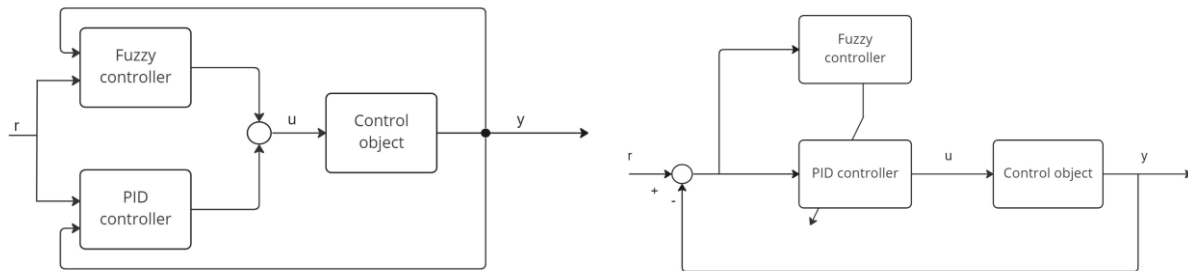 Fuzzy
controller
r
u
Control
object
y
PID
controller
Fuzzy
controller
r
+
-
PID controller
u
Control object
y